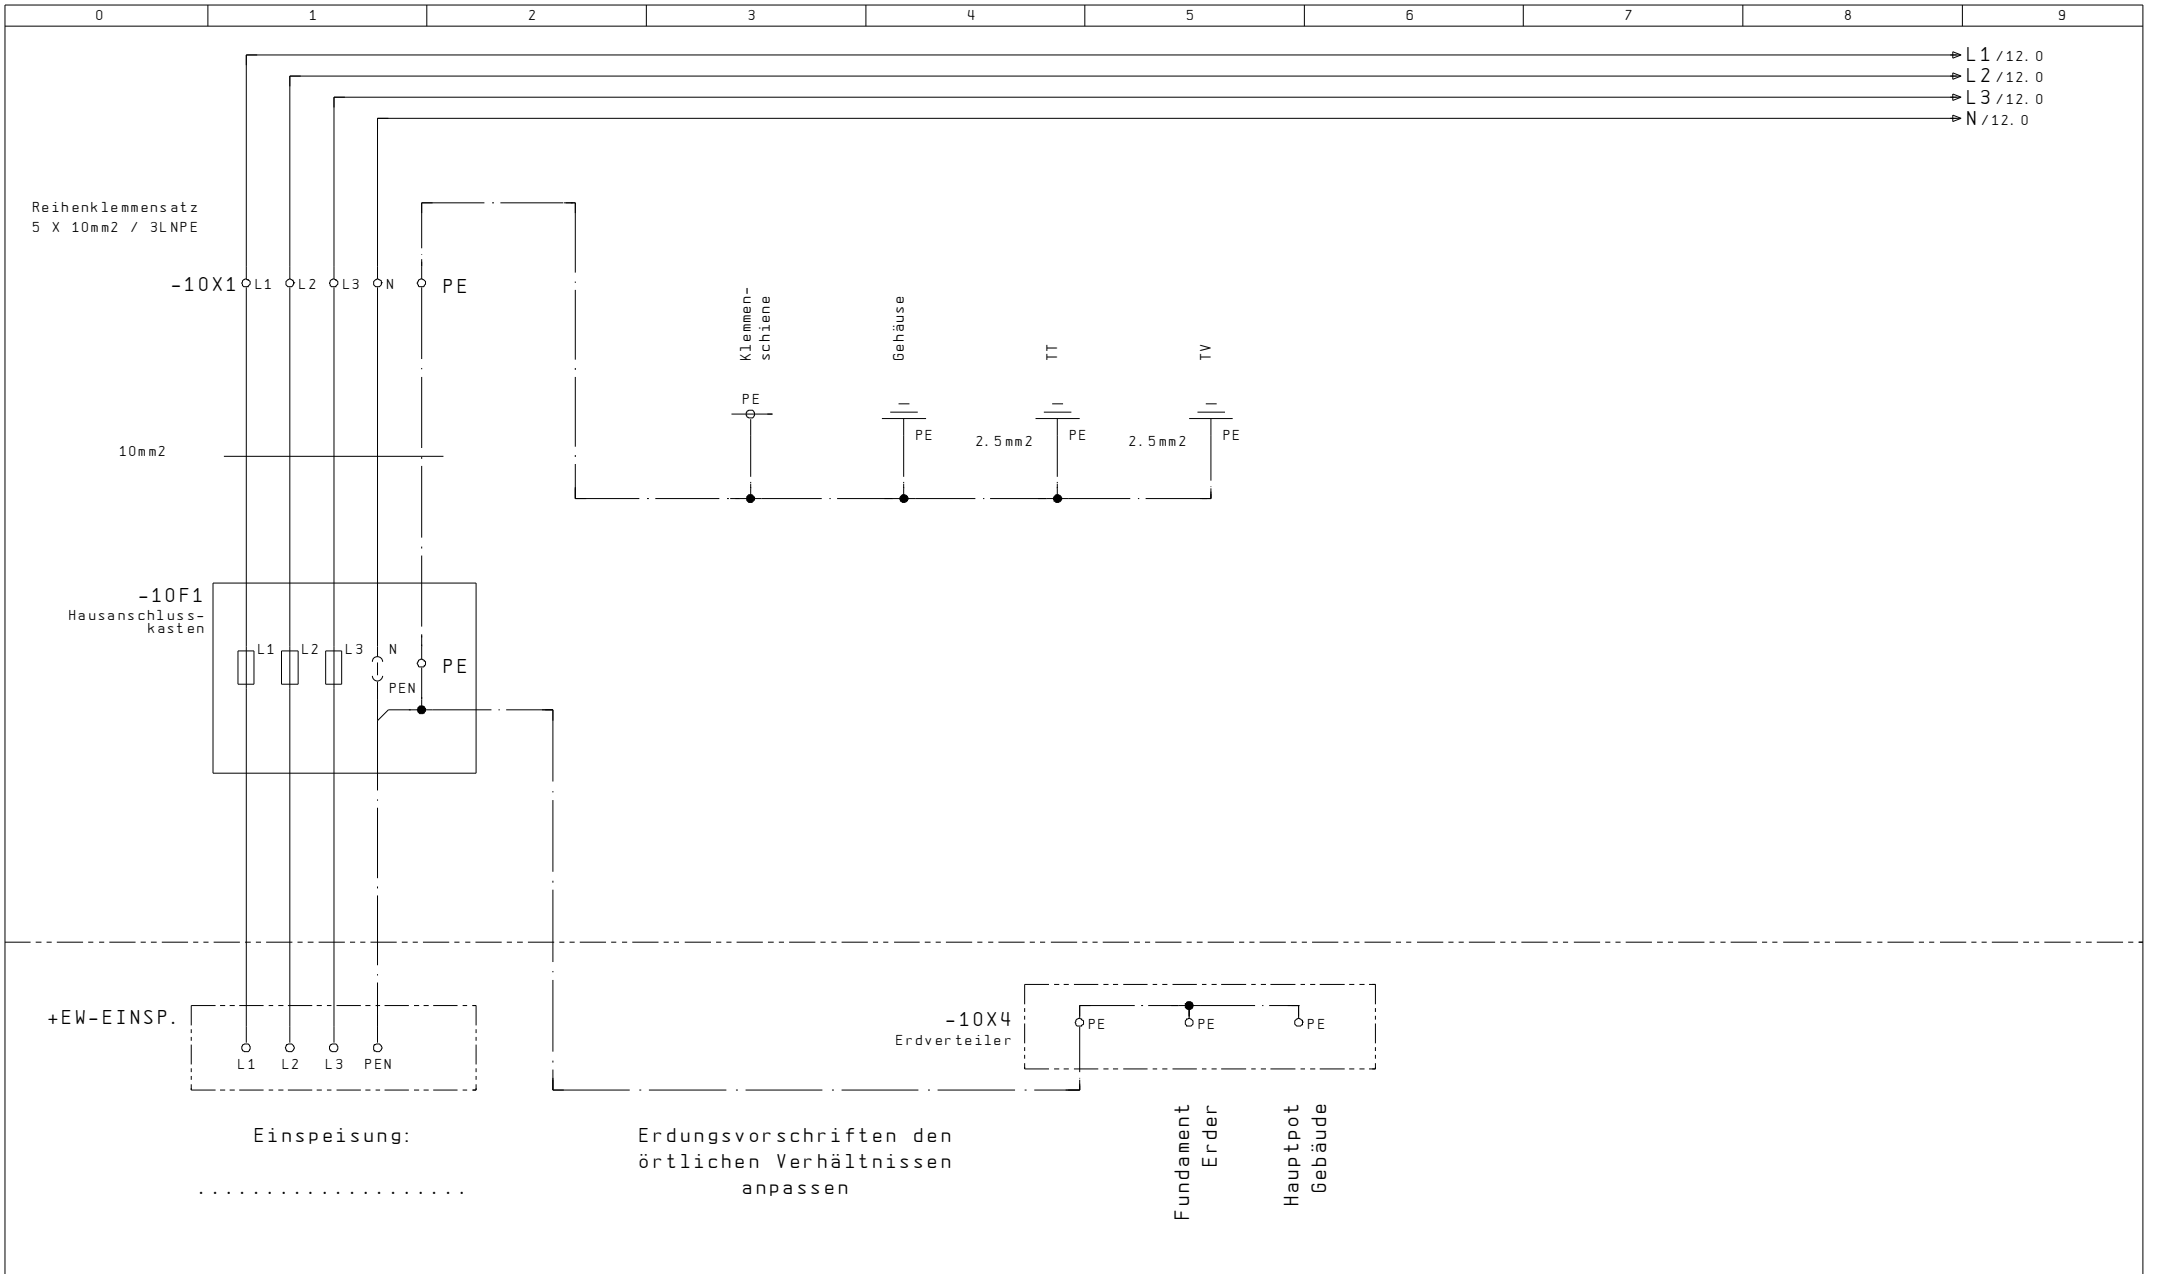 0 1 2 3 4 5 6 7 8 9
L1 /12.0
L2 /12.0
L3 /12.0
N /12.0
Reihenklemmensatz
5 X 10mm2 / 3LNPE
-10X1 L1 L2 L3 N PE
Klemmen-
schiene
Gehäuse
TT
TV
PE
PE
2.5mm2 PE
2.5mm2 PE
10mm2
-10F1
Hausanschluss-
kasten
L1 L2 L3 N
PE
PEN
+EW-EINSP.
L1 L2 L3 PEN
-10X4
Erdverteiler
PE PE PE
Einspeisung:
....................
Erdungsvorschriften den
örtlichen Verhältnissen
anpassen
Fundament
Erder
Hauptpot
Gebäude